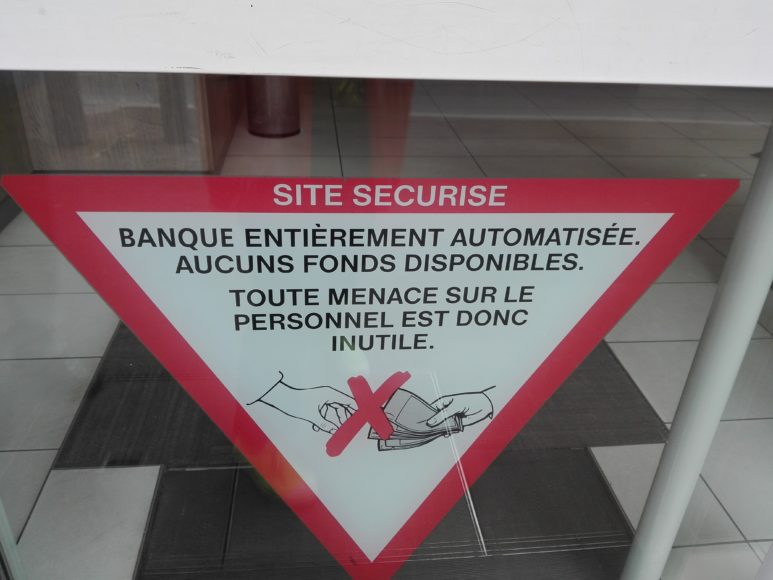 SITE SECURISE
BANQUE ENTIÈREMENT AUTOMATISÉE.
AUCUNS FONDS DISPONIBLES.
TOUTE MENACE SUR LE
PERSONNEL EST DONC
INUTILE.